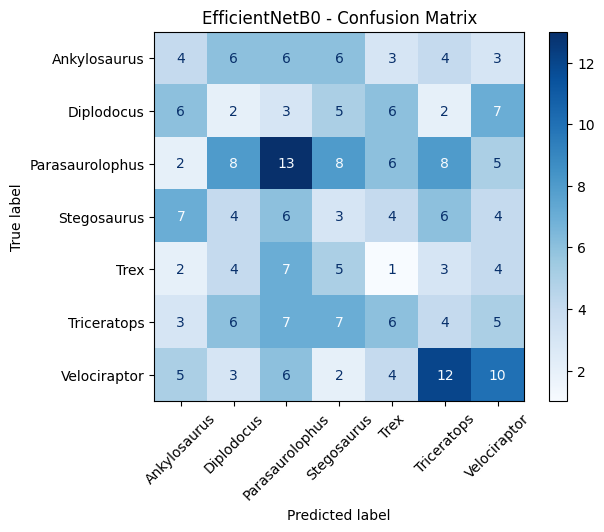 EfficientNetB0 - Confusion Matrix
Ankylosaurus 4 6 6 6 3 4 3
Diplodocus 6 2 3 5 6 2 7
Parasaurolophus 2 8 13 8 6 8 5
Stegosaurus 7 4 6 3 4 6 4
Trex 2 4 7 5 1 3 4
Triceratops 3 6 7 7 6 4 5
Velociraptor 5 3 6 2 4 12 10
True label
Ankylosaurus Diplodocus Parasaurolophus Stegosaurus Trex Triceratops Velociraptor
Predicted label
12
10
8
6
4
2